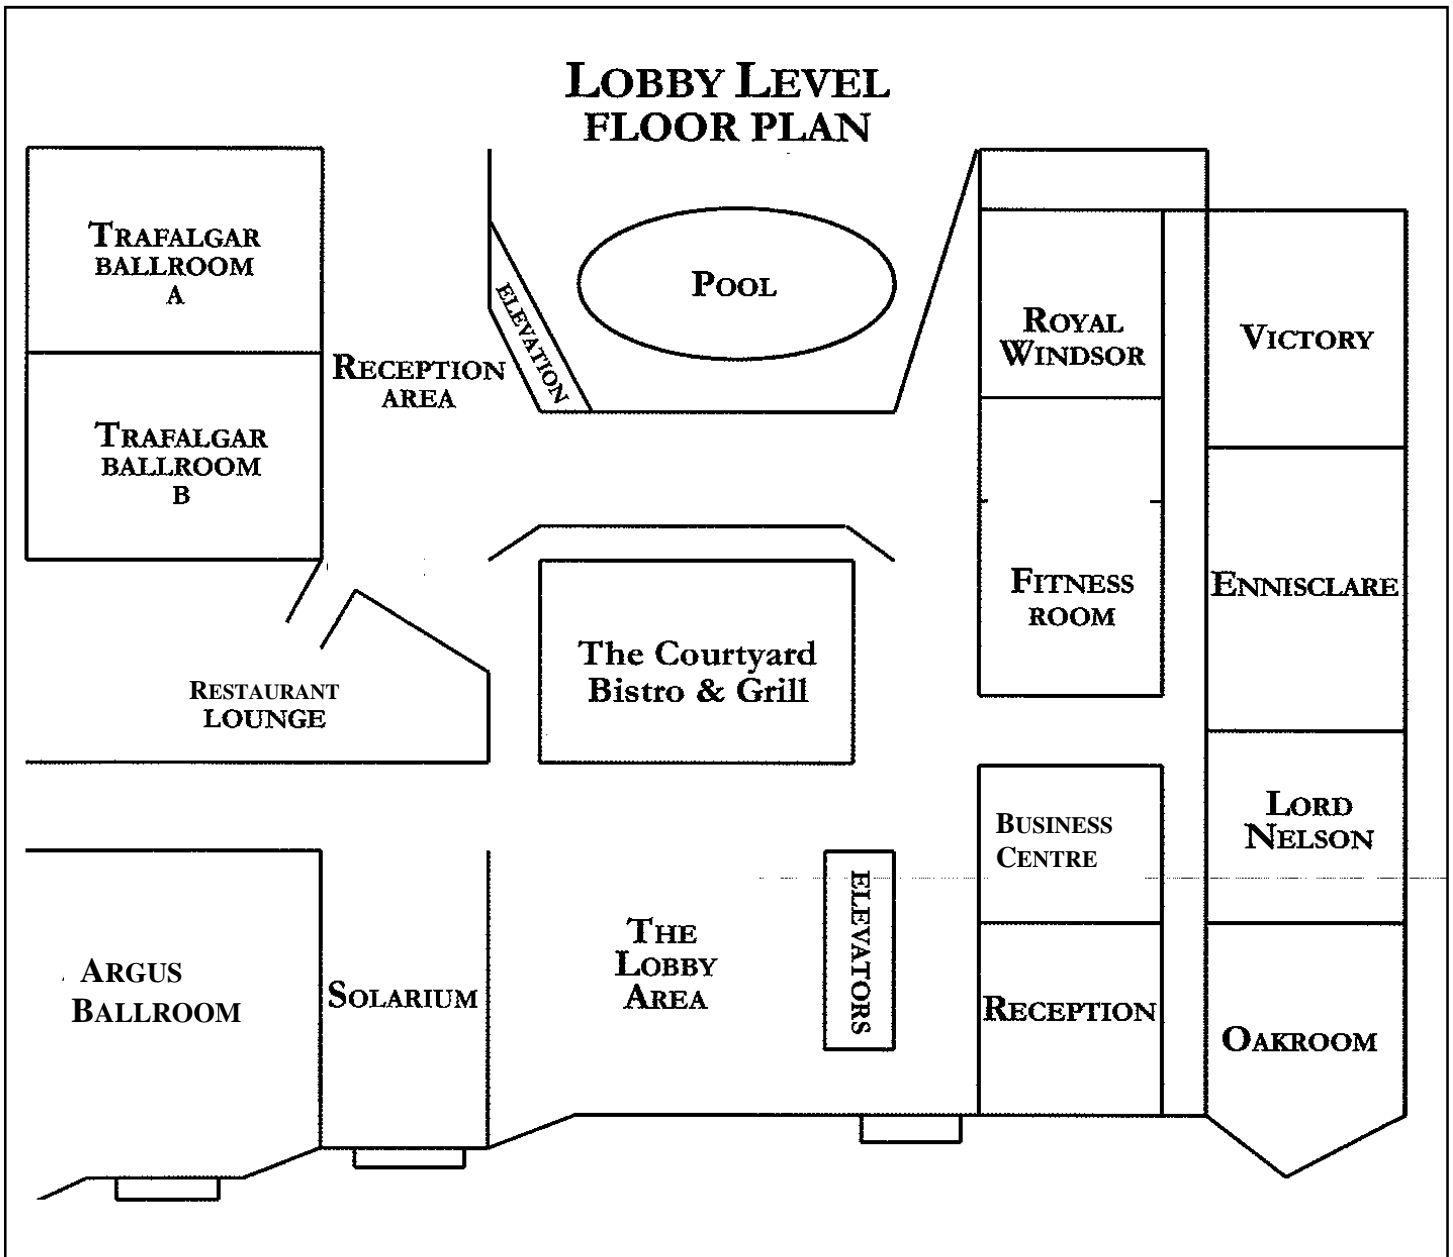 LOBBY LEVEL
FLOOR PLAN
TRAFALGAR
BALLROOM
A
TRAFALGAR
BALLROOM
B
RECEPTION
AREA
ELEVATION
POOL
ROYAL
WINDSOR
VICTORY
FITNESS
ROOM
ENNISCLARE
The Courtyard
Bistro & Grill
RESTAURANT
LOUNGE
BUSINESS
CENTRE
LORD
NELSON
ARGUS
BALLROOM
SOLARIUM
THE
LOBBY
AREA
ELEVATORS
RECEPTION
OAKROOM